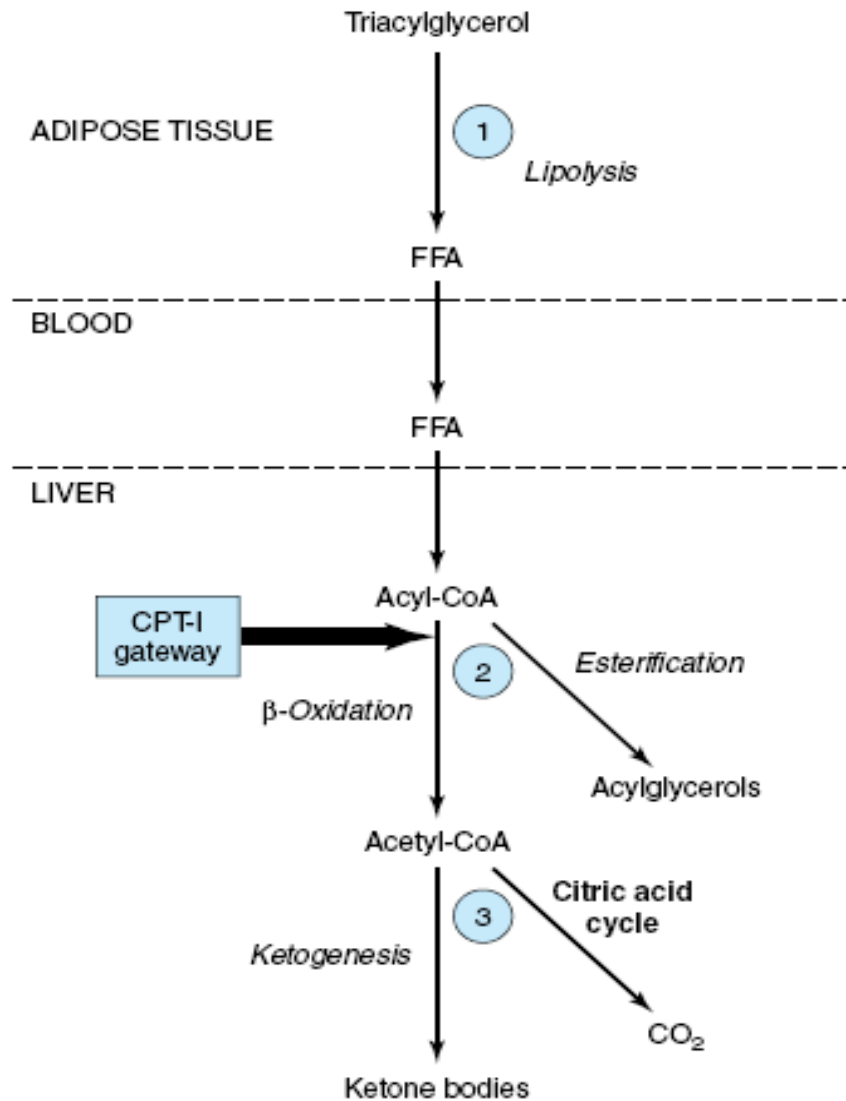 Triacylglycerol
ADIPOSE TISSUE
1
Lipolysis
FFA
BLOOD
FFA
LIVER
Acyl-CoA
CPT-I
gateway
2
Esterification
β-Oxidation
Acylglycerols
Acetyl-CoA
Citric acid
cycle
3
Ketogenesis
CO₂
Ketone bodies